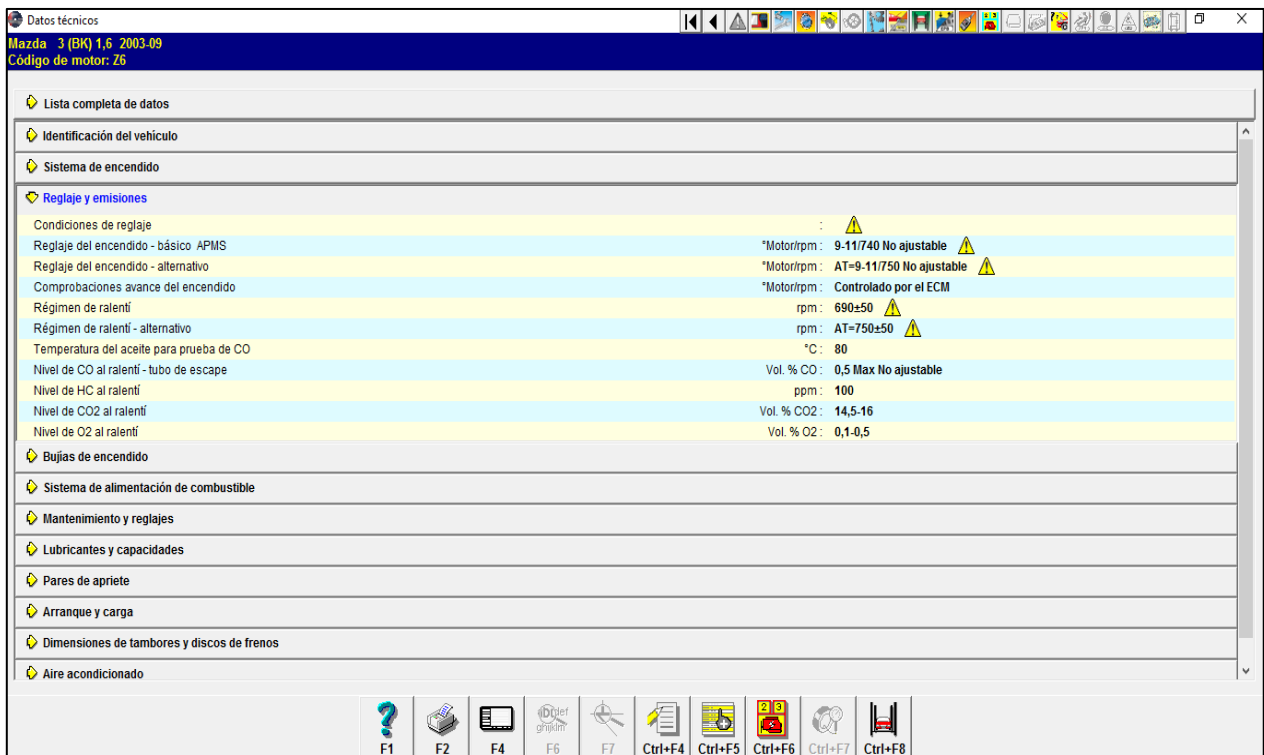 Datos técnicos
Mazda 3 (BK) 1,6 2003-09
Código de motor: Z6
Lista completa de datos
Identificación del vehículo
Sistema de encendido
Reglaje y emisiones
Condiciones de reglaje :
Reglaje del encendido - básico APMS °Motor/rpm : 9-11/740 No ajustable
Reglaje del encendido - alternativo °Motor/rpm : AT=9-11/750 No ajustable
Comprobaciones avance del encendido °Motor/rpm : Controlado por el ECM
Régimen de ralentí rpm : 690±50
Régimen de ralentí - alternativo rpm : AT=750±50
Temperatura del aceite para prueba de CO °C : 80
Nivel de CO al ralentí - tubo de escape Vol. % CO : 0,5 Max No ajustable
Nivel de HC al ralentí ppm : 100
Nivel de CO2 al ralentí Vol. % CO2 : 14,5-16
Nivel de O2 al ralentí Vol. % O2 : 0,1-0,5
Bujías de encendido
Sistema de alimentación de combustible
Mantenimiento y reglajes
Lubricantes y capacidades
Pares de apriete
Arranque y carga
Dimensiones de tambores y discos de frenos
Aire acondicionado
F1 F2 F4 F6 F7 Ctrl+F4 Ctrl+F5 Ctrl+F6 Ctrl+F7 Ctrl+F8